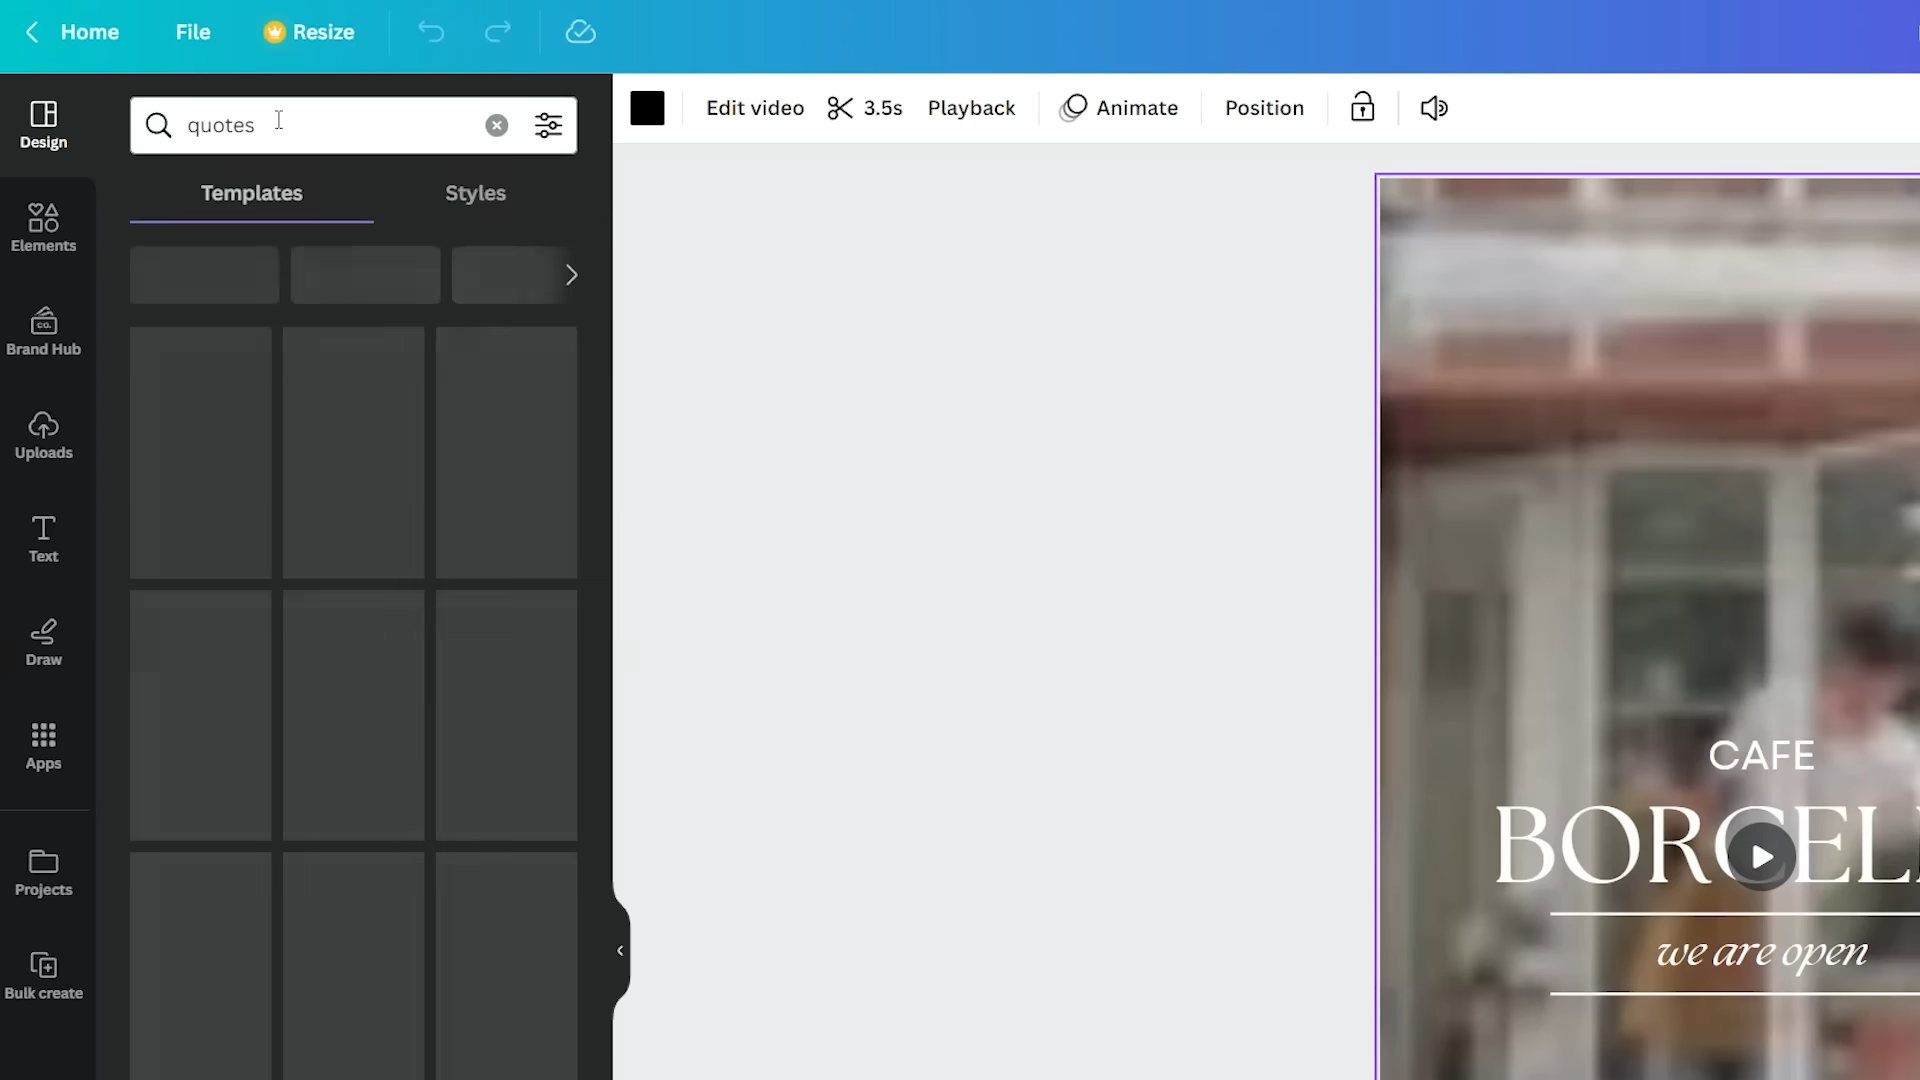 Home File Resize
quotes
Edit video 3.5s Playback Animate Position
Design
Templates Styles
Elements
Brand Hub
CO.
Uploads
Text
Draw
Apps
CAFE
Projects
we are open
Bulk create